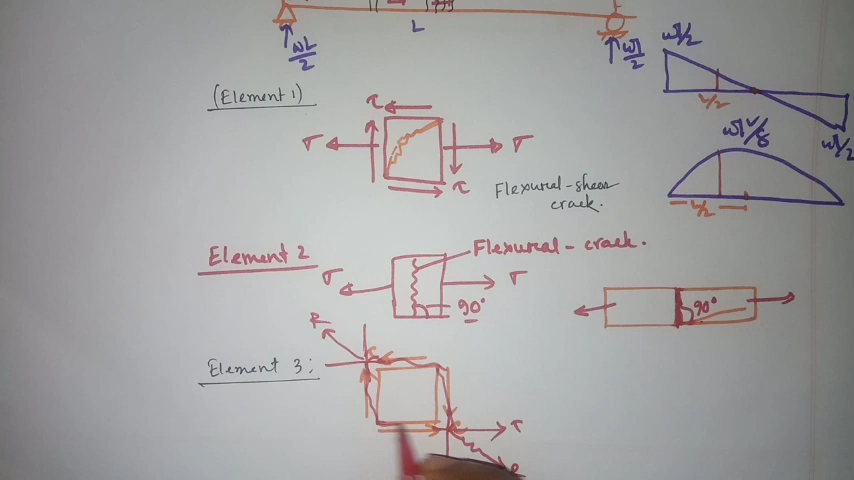 L
wL/2
wL/2
wl/2
L/2
wl/2
wl²/8
L/2
(Element 1)
τ
σ
σ
τ
Flexural-shear
crack.
Element 2
Flexural-crack.
σ
σ
90°
90°
Element 3:
R
τ
R